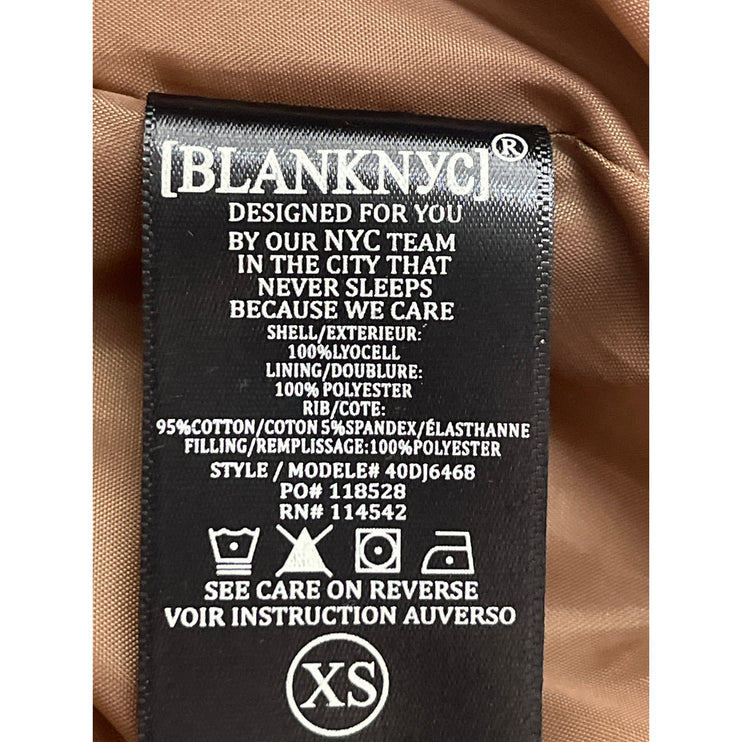 [BLANKNYC]®
DESIGNED FOR YOU
BY OUR NYC TEAM
IN THE CITY THAT
NEVER SLEEPS
BECAUSE WE CARE
SHELL/EXTERIEUR:
100%LYOCELL
LINING/DOUBLURE:
100% POLYESTER
RIB/COTE:
95%COTTON/COTON 5%SPANDEX/ÉLASTHANNE
FILLING/REMPLISSAGE:100%POLYESTER
STYLE / MODELE# 40DJ6468
PO# 118528
RN# 114542
SEE CARE ON REVERSE
VOIR INSTRUCTION AUVERSO
XS